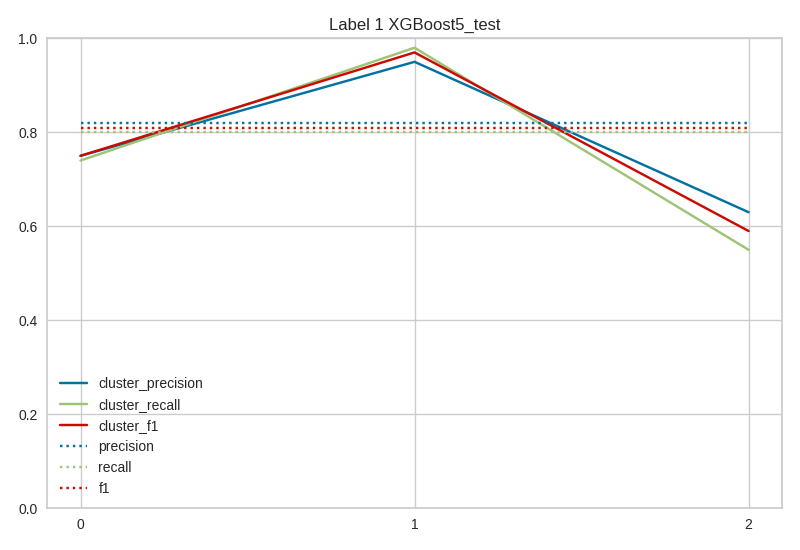 Label 1 XGBoost5_test
1.0
0.8
0.6
0.4
0.2
0.0
cluster_precision
cluster_recall
cluster_f1
precision
recall
f1
0 1 2